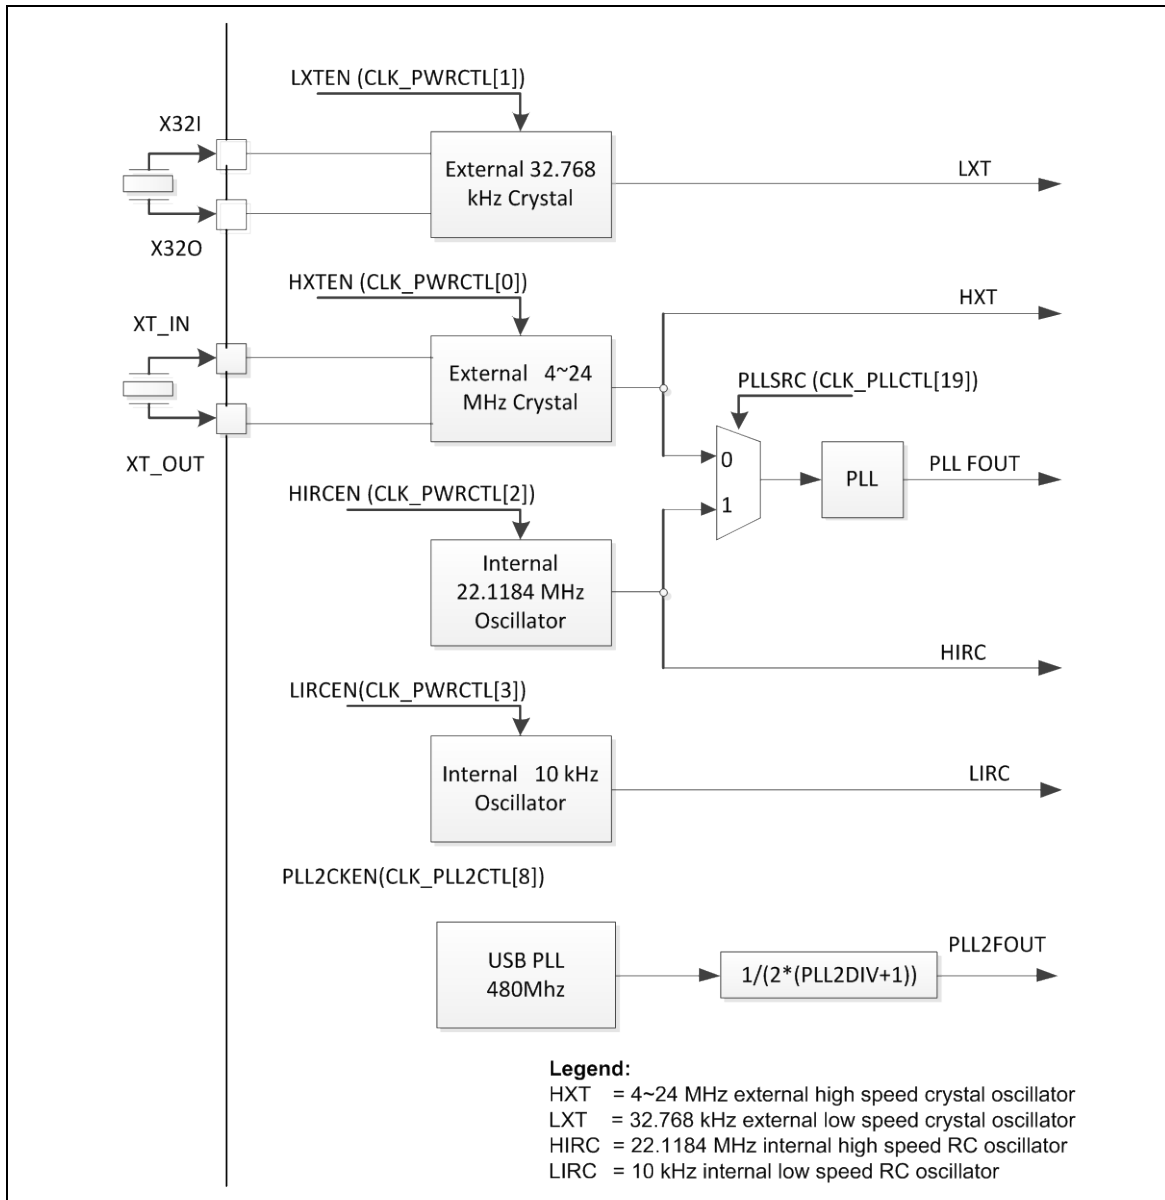 LXTEN (CLK_PWRCTL[1])
X32I
External 32.768
kHz Crystal
LXT
X32O
HXTEN (CLK_PWRCTL[0])
HXT
XT_IN
External 4~24
MHz Crystal
PLLSRC (CLK_PLLCTL[19])
XT_OUT
0
1
PLL
PLL FOUT
HIRCEN (CLK_PWRCTL[2])
Internal
22.1184 MHz
Oscillator
HIRC
LIRCEN(CLK_PWRCTL[3])
Internal 10 kHz
Oscillator
LIRC
PLL2CKEN(CLK_PLL2CTL[8])
USB PLL
480Mhz
1/(2*(PLL2DIV+1))
PLL2FOUT
Legend:
HXT = 4~24 MHz external high speed crystal oscillator
LXT = 32.768 kHz external low speed crystal oscillator
HIRC = 22.1184 MHz internal high speed RC oscillator
LIRC = 10 kHz internal low speed RC oscillator